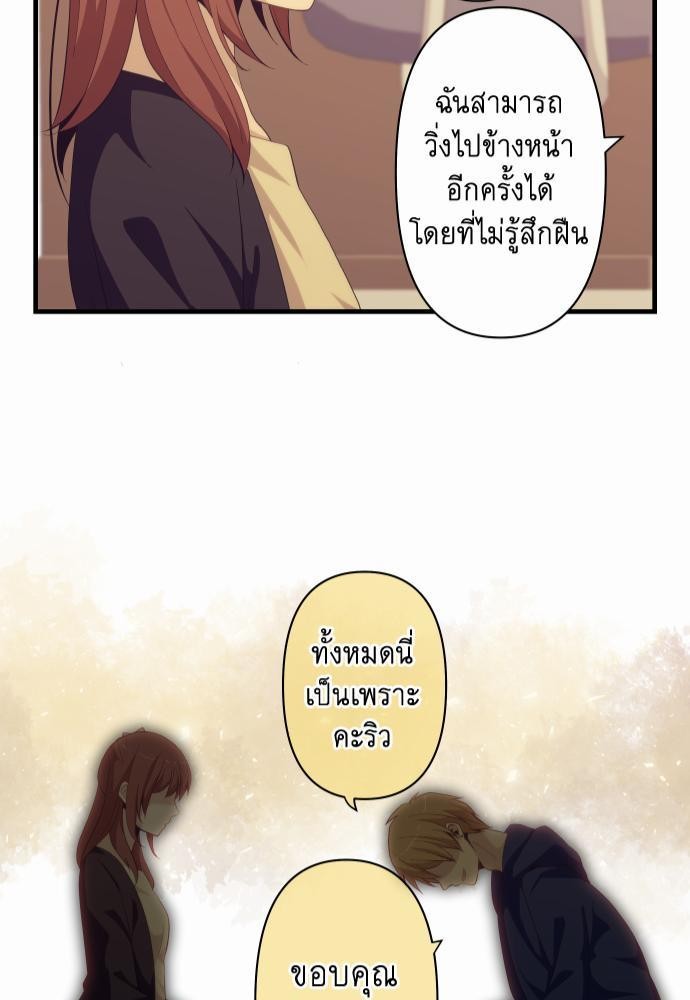 ฉันสามารถ
วิ่งไปข้างหน้า
อีกครั้งได้
โดยที่ไม่รู้สึกฝืน
ทั้งหมดนี่
เป็นเพราะ
คะริว
ขอบคุณ